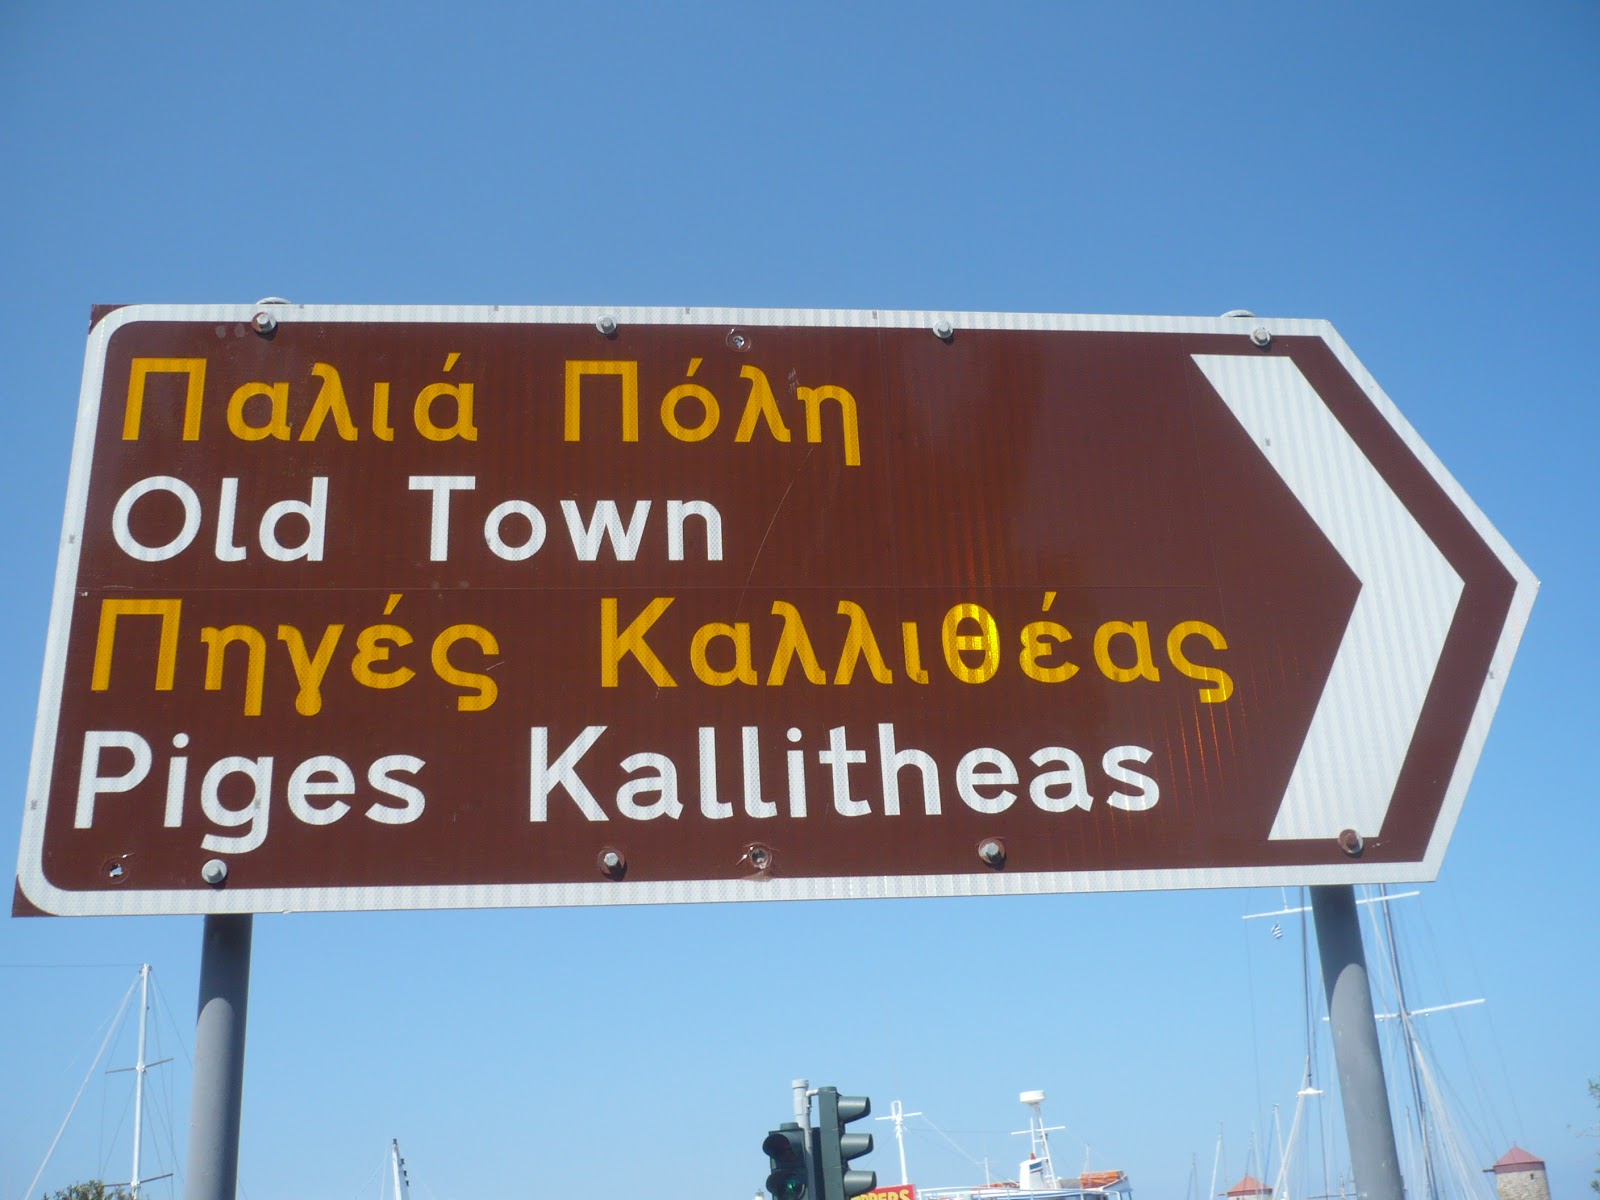 Παλιά Πόλη
Old Town
Πηγές Καλλιθέας
Piges Kallitheas